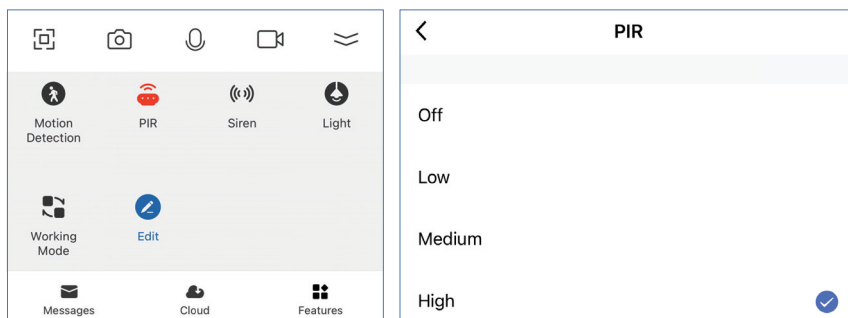 Motion
Detection
PIR
Siren
Light
Working
Mode
Edit
Messages
Cloud
Features
PIR
Off
Low
Medium
High